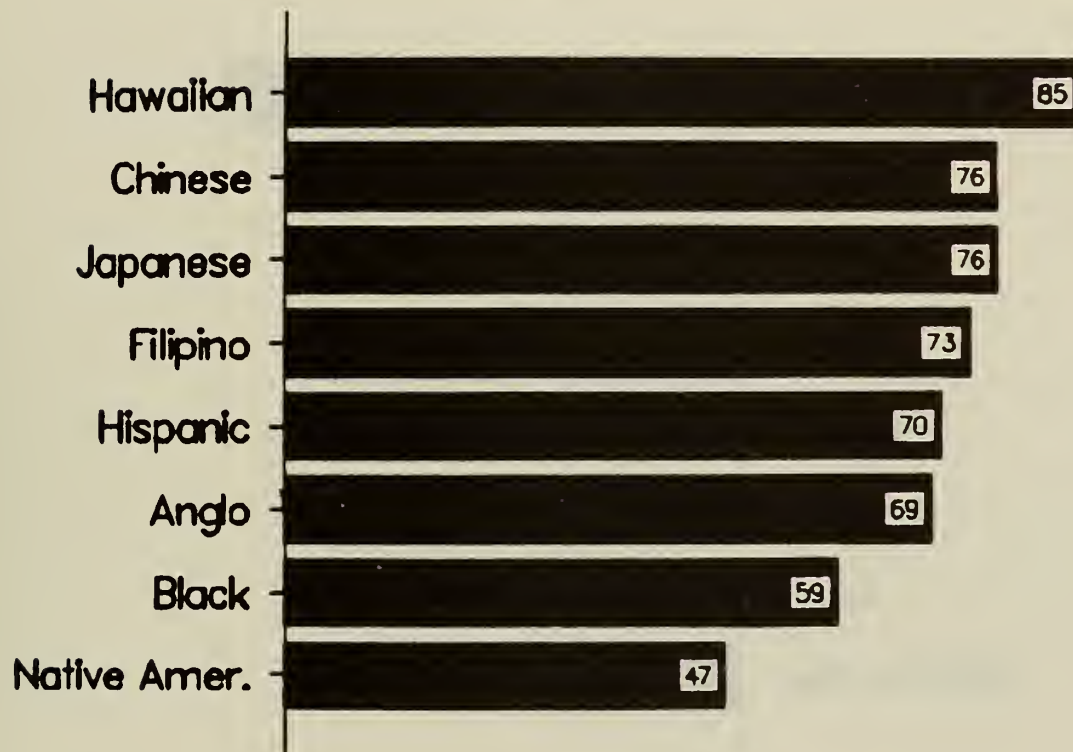 Hawaiian 85
Chinese 76
Japanese 76
Filipino 73
Hispanic 70
Anglo 69
Black 59
Native Amer. 47